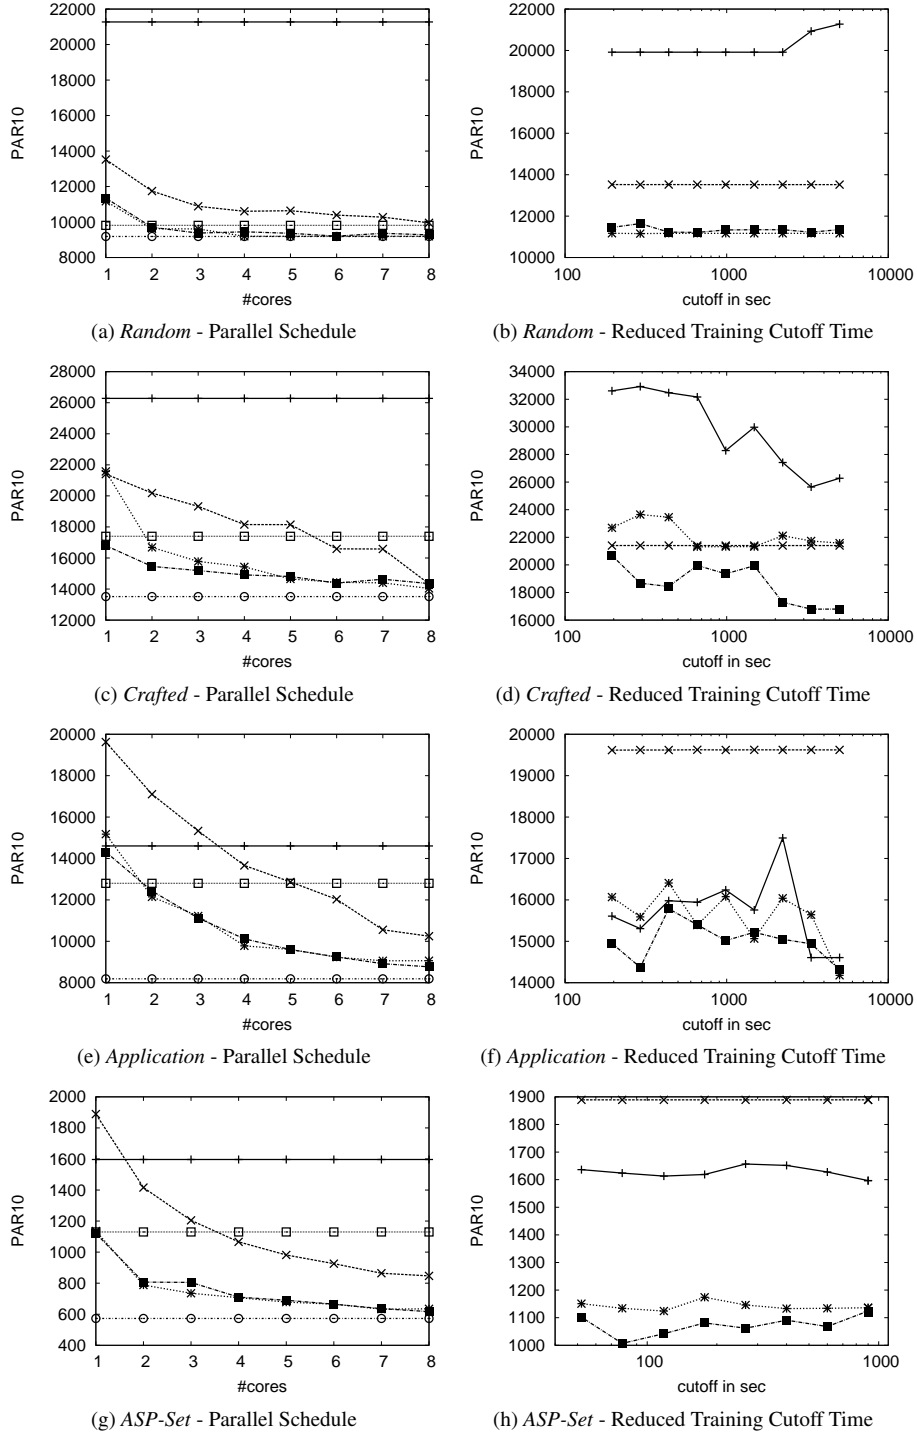 22000
20000
18000
16000
14000
12000
10000
8000
PAR10
1 2 3 4 5 6 7 8
#cores
(a) Random - Parallel Schedule
22000
20000
18000
16000
14000
12000
10000
PAR10
100 1000 10000
cutoff in sec
(b) Random - Reduced Training Cutoff Time
28000
26000
24000
22000
20000
18000
16000
14000
12000
PAR10
1 2 3 4 5 6 7 8
#cores
(c) Crafted - Parallel Schedule
34000
32000
30000
28000
26000
24000
22000
20000
18000
16000
PAR10
100 1000 10000
cutoff in sec
(d) Crafted - Reduced Training Cutoff Time
20000
18000
16000
14000
12000
10000
8000
PAR10
1 2 3 4 5 6 7 8
#cores
(e) Application - Parallel Schedule
20000
19000
18000
17000
16000
15000
14000
PAR10
100 1000 10000
cutoff in sec
(f) Application - Reduced Training Cutoff Time
2000
1800
1600
1400
1200
1000
800
600
400
PAR10
1 2 3 4 5 6 7 8
#cores
(g) ASP-Set - Parallel Schedule
1900
1800
1700
1600
1500
1400
1300
1200
1100
1000
PAR10
100 1000
cutoff in sec
(h) ASP-Set - Reduced Training Cutoff Time